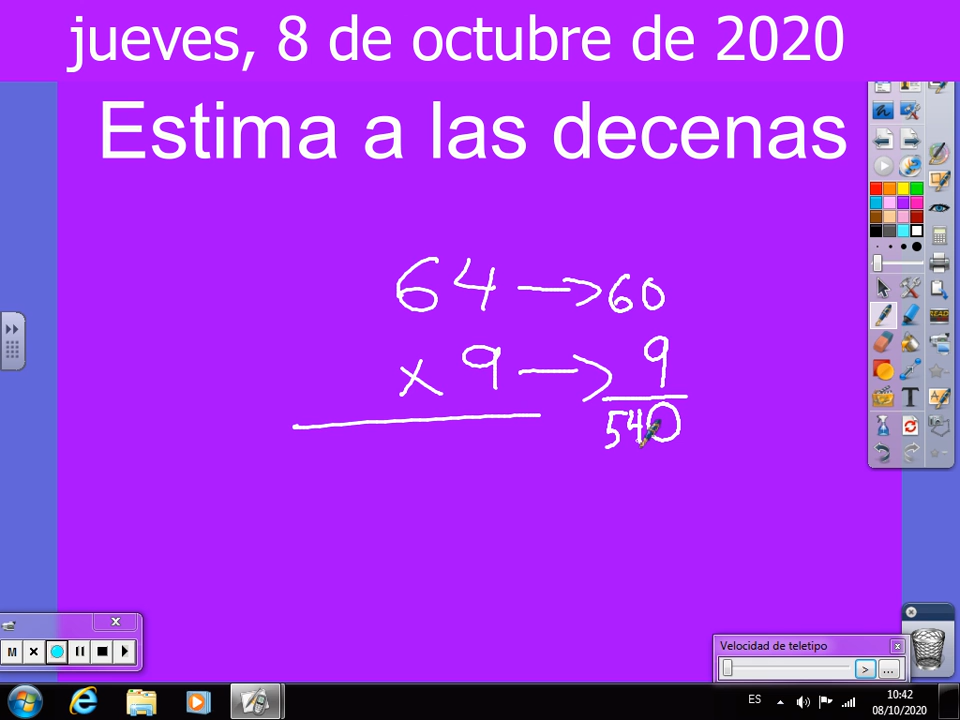 jueves, 8 de octubre de 2020
Estima a las decenas
64 → 60
x 9 → 9
540
READ
T
A
M
Velocidad de teletipo
> ...
ES
10:42
08/10/2020